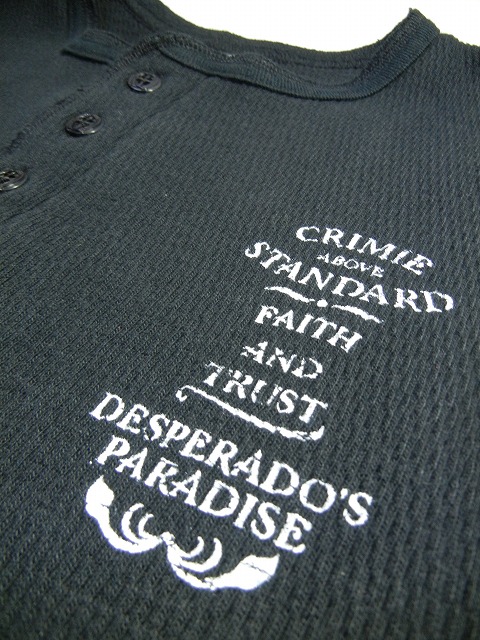 CRIMIE
ABOVE
STANDARD
FAITH
AND
TRUST
DESPERADO'S
PARADISE